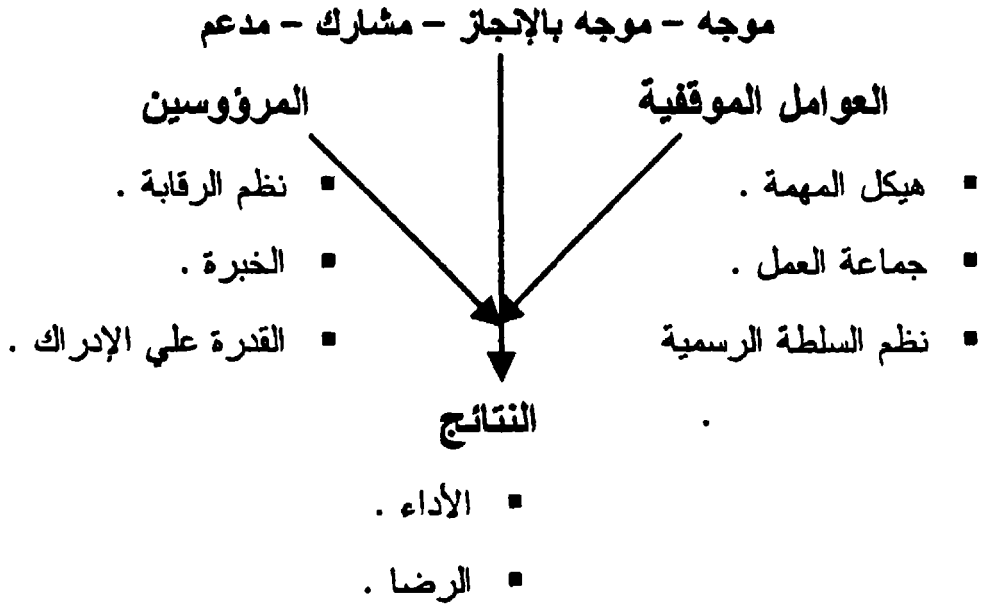 موجه – موجه بالإنجاز – مشارك – مدعم
العوامل الموقفية
▪ هيكل المهمة .
▪ جماعة العمل .
▪ نظم السلطة الرسمية
.
المرؤوسين
▪ نظم الرقابة .
▪ الخبرة .
▪ القدرة علي الإدراك .
النتائج
▪ الأداء .
▪ الرضا .